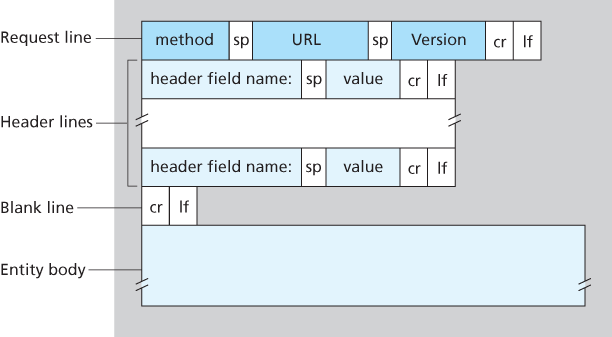 Request line method sp URL sp Version cr lf
header field name: sp value cr lf
Header lines
header field name: sp value cr lf
Blank line cr lf
Entity body